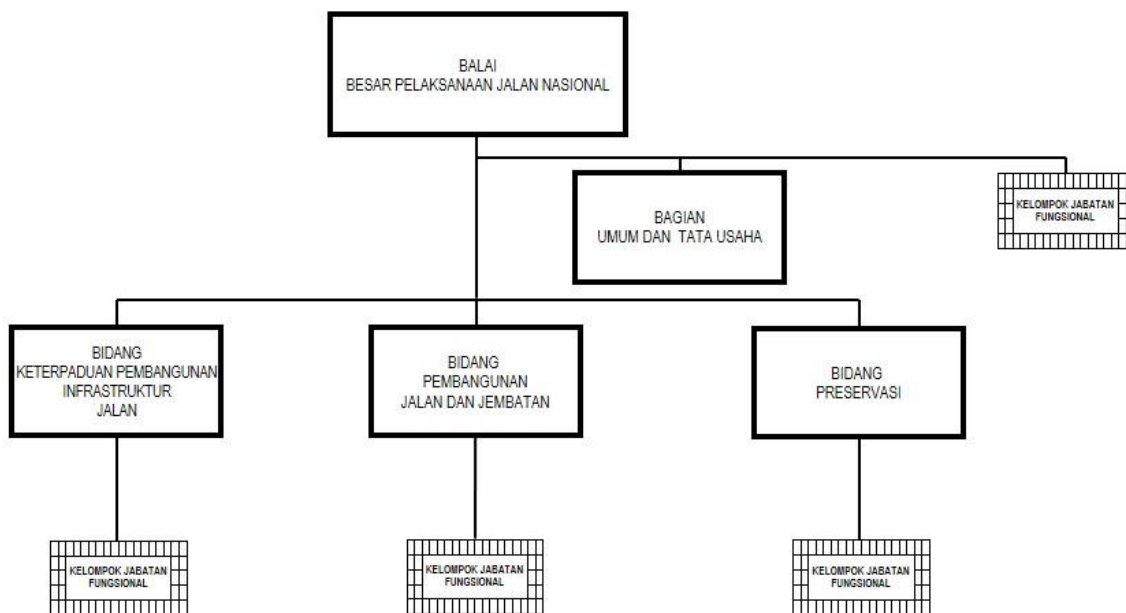 BALAI
BESAR PELAKSANAAN JALAN NASIONAL
BAGIAN
UMUM DAN TATA USAHA
KELOMPOK JABATAN
FUNGSIONAL
BIDANG
KETERPADUAN PEMBANGUNAN
INFRASTRUKTUR
JALAN
BIDANG
PEMBANGUNAN
JALAN DAN JEMBATAN
BIDANG
PRESERVASI
KELOMPOK JABATAN
FUNGSIONAL
KELOMPOK JABATAN
FUNGSIONAL
KELOMPOK JABATAN
FUNGSIONAL